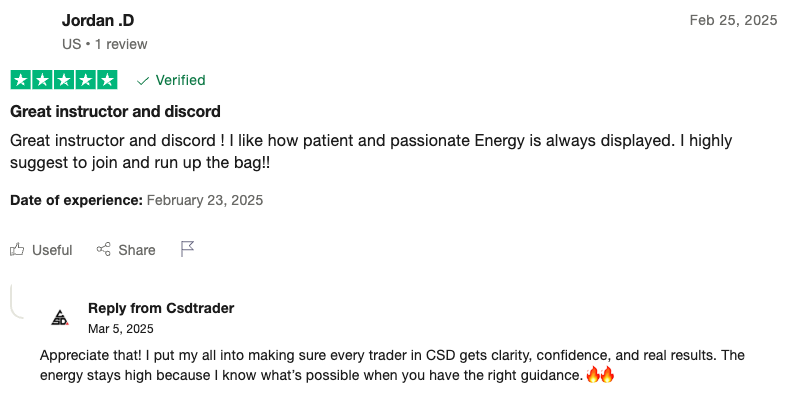 Jordan .D
Feb 25, 2025
US • 1 review
Verified
Great instructor and discord
Great instructor and discord ! I like how patient and passionate Energy is always displayed. I highly
suggest to join and run up the bag!!
Date of experience: February 23, 2025
Useful
Share
Reply from Csdtrader
Mar 5, 2025
Appreciate that! I put my all into making sure every trader in CSD gets clarity, confidence, and real results. The
energy stays high because I know what’s possible when you have the right guidance. 🔥🔥